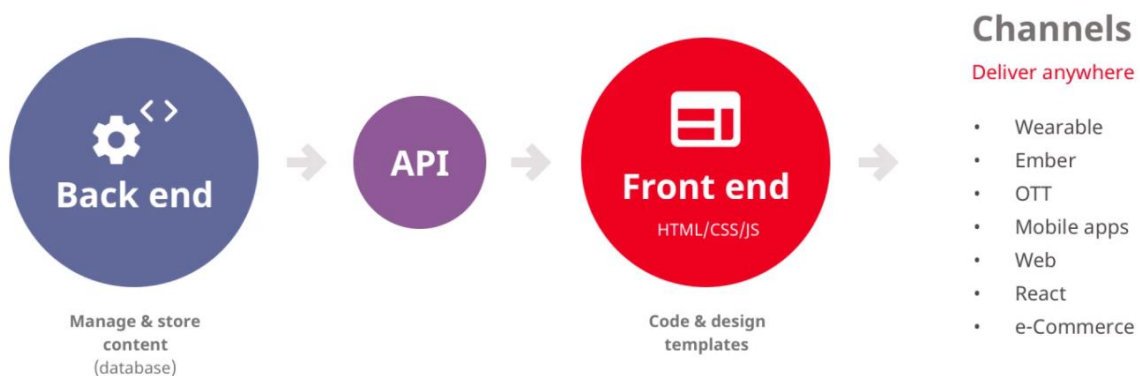 Back end
Manage & store
content
(database)
API
Front end
HTML/CSS/JS
Code & design
templates
Channels
Deliver anywhere
• Wearable
• Ember
• OTT
• Mobile apps
• Web
• React
• e-Commerce